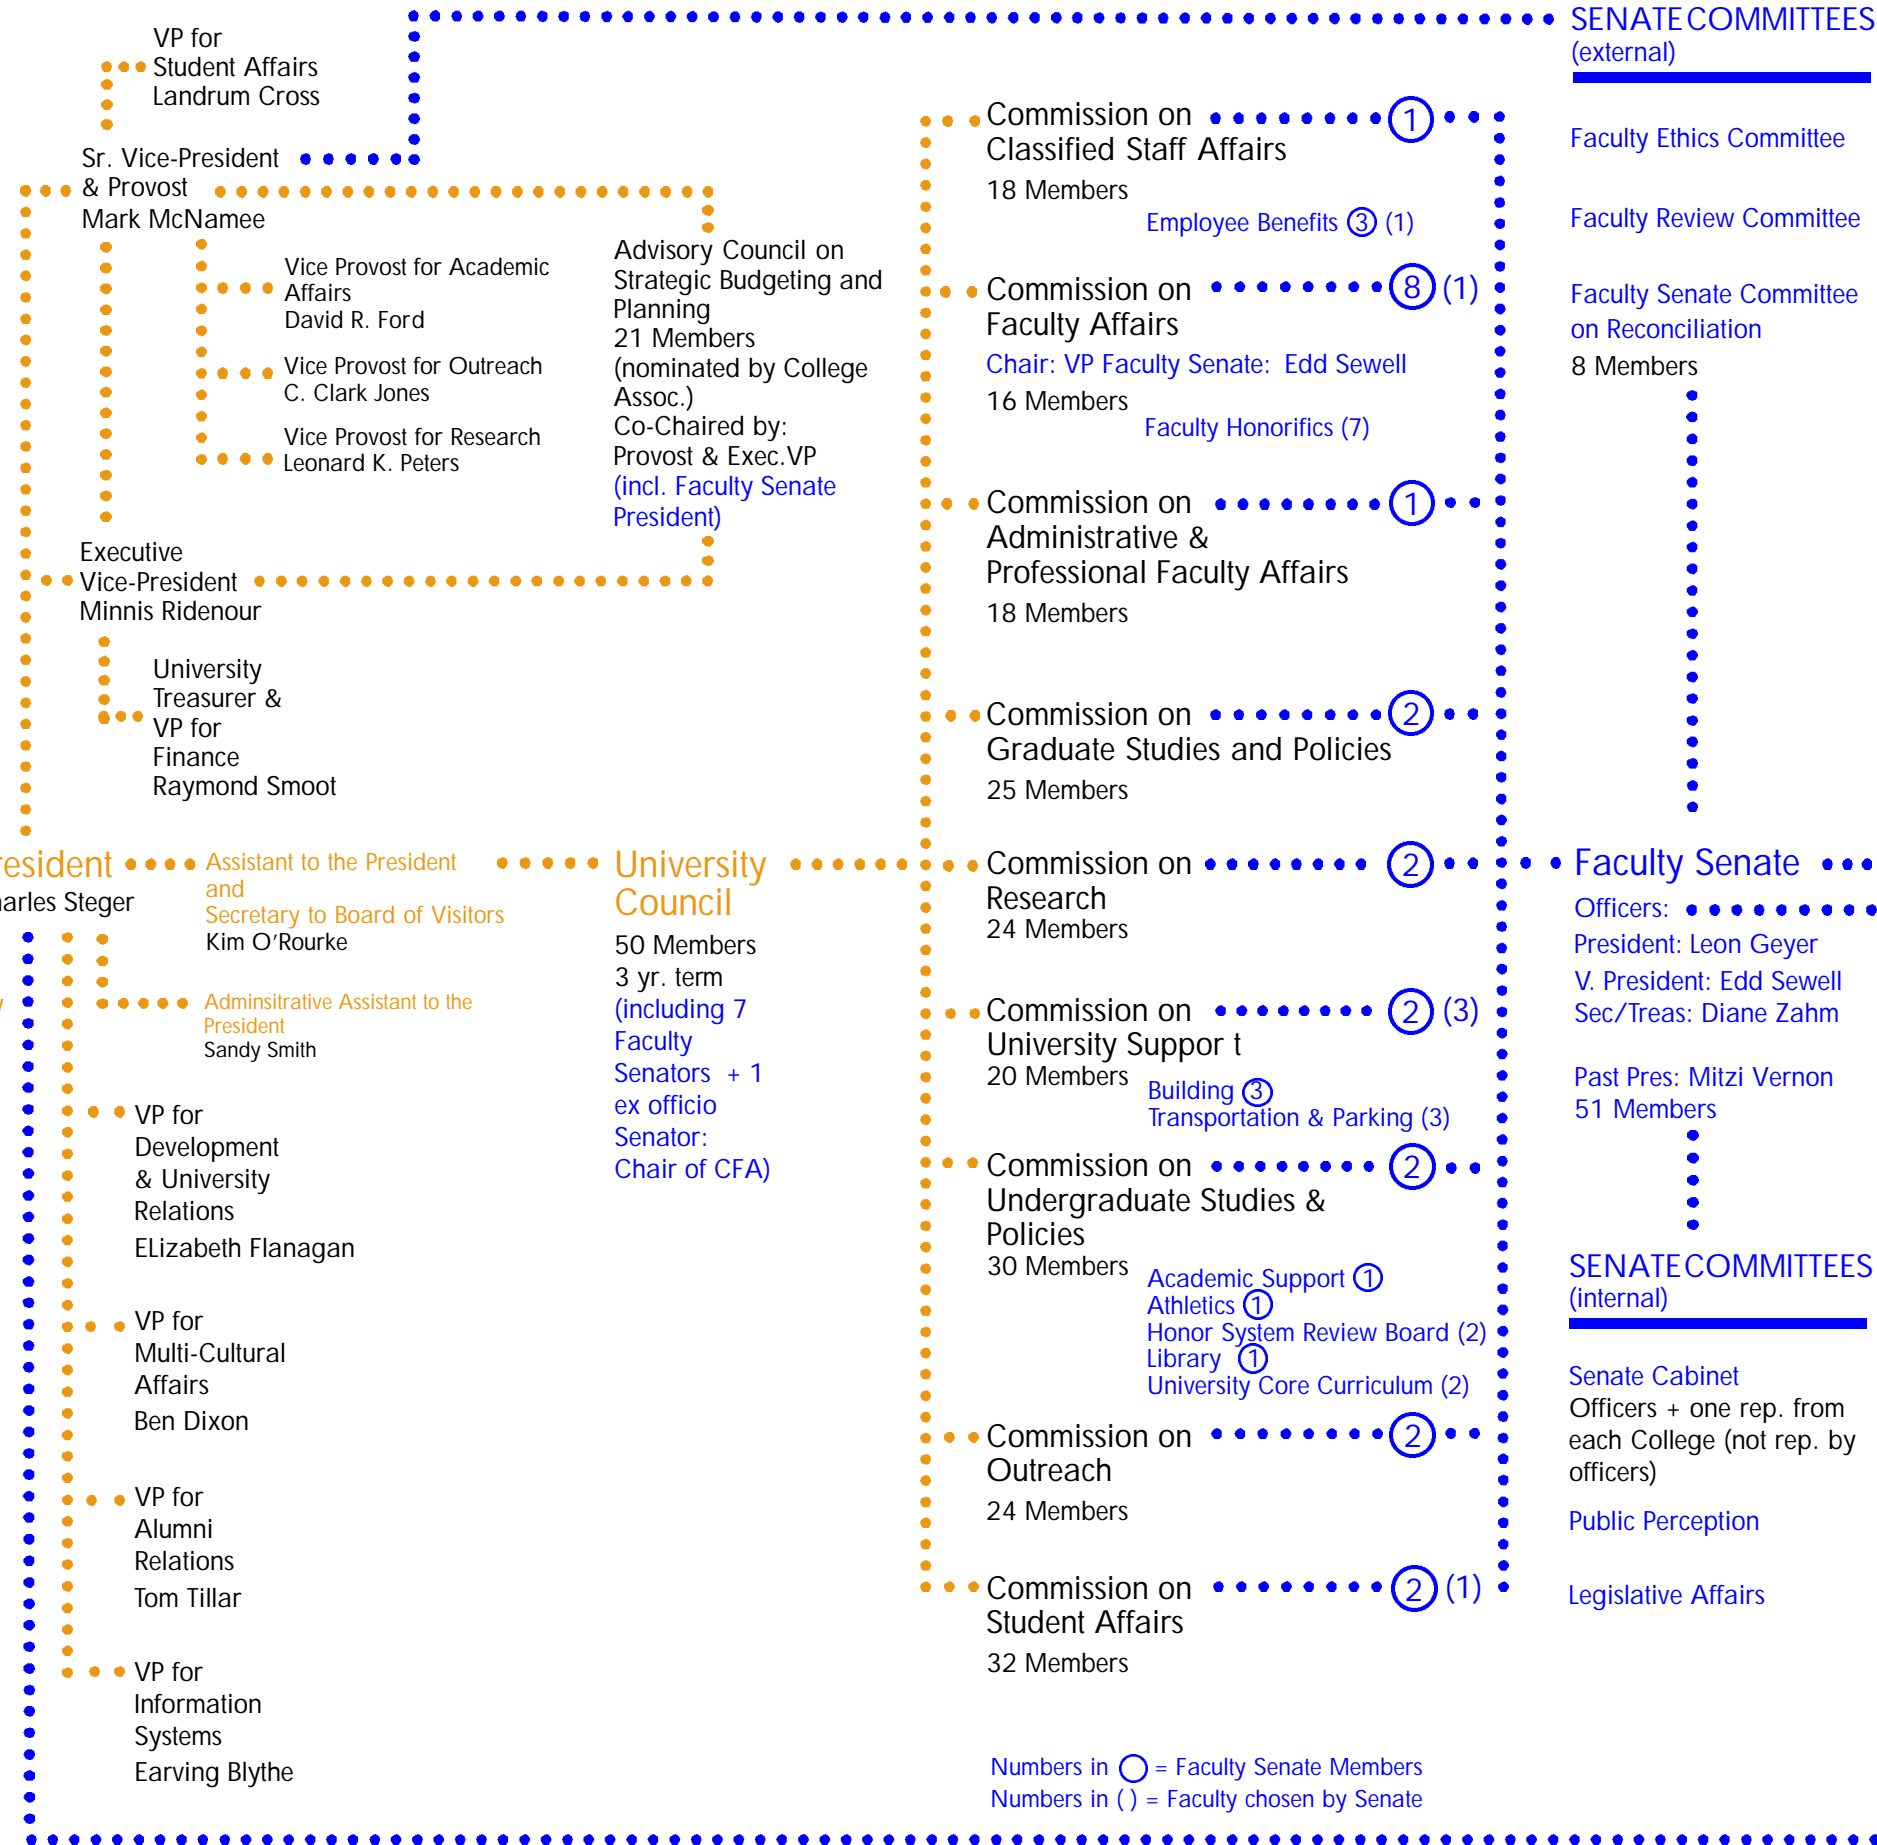 VP for
Student Affairs
Landrum Cross
Sr. Vice-President
& Provost
Mark McNamee
Vice Provost for Academic
Affairs
David R. Ford
Vice Provost for Outreach
C. Clark Jones
Vice Provost for Research
Leonard K. Peters
Executive
Vice-President
Minnis Ridenour
University
Treasurer &
VP for
Finance
Raymond Smoot
Advisory Council on
Strategic Budgeting and
Planning
21 Members
(nominated by College
Assoc.)
Co-Chaired by:
Provost & Exec.VP
(incl. Faculty Senate
President)
resident
arles Steger
Assistant to the President
and
Secretary to Board of Visitors
Kim O'Rourke
Adminsitrative Assistant to the
President
Sandy Smith
VP for
Development
& University
Relations
ELizabeth Flanagan
VP for
Multi-Cultural
Affairs
Ben Dixon
VP for
Alumni
Relations
Tom Tillar
VP for
Information
Systems
Earving Blythe
University
Council
50 Members
3 yr. term
(including 7
Faculty
Senators + 1
ex officio
Senator:
Chair of CFA)
Commission on 1
Classified Staff Affairs
18 Members
Employee Benefits 3 (1)
Commission on 8 (1)
Faculty Affairs
Chair: VP Faculty Senate: Edd Sewell
16 Members
Faculty Honorifics (7)
Commission on 1
Administrative &
Professional Faculty Affairs
18 Members
Commission on 2
Graduate Studies and Policies
25 Members
Commission on 2
Research
24 Members
Commission on 2 (3)
University Suppor t
20 Members
Building 3
Transportation & Parking (3)
Commission on 2
Undergraduate Studies &
Policies
30 Members
Academic Support 1
Athletics 1
Honor System Review Board (2)
Library 1
University Core Curriculum (2)
Commission on 2
Outreach
24 Members
Commission on 2 (1)
Student Affairs
32 Members
Numbers in ◯ = Faculty Senate Members
Numbers in ( ) = Faculty chosen by Senate
SENATE COMMITTEES
(external)
Faculty Ethics Committee
Faculty Review Committee
Faculty Senate Committee
on Reconciliation
8 Members
Faculty Senate
Officers:
President: Leon Geyer
V. President: Edd Sewell
Sec/Treas: Diane Zahm
Past Pres: Mitzi Vernon
51 Members
SENATE COMMITTEES
(internal)
Senate Cabinet
Officers + one rep. from
each College (not rep. by
officers)
Public Perception
Legislative Affairs